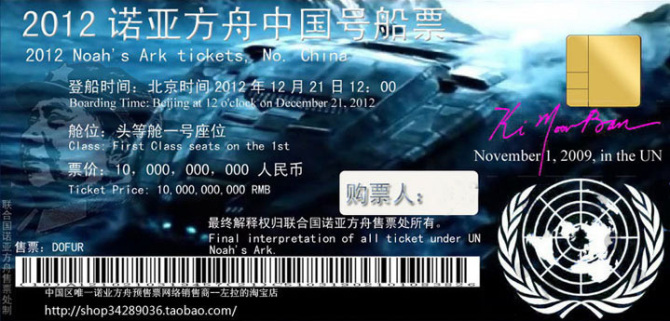 2012 诺亚方舟中国号船票
2012 Noah's Ark tickets, No. China
登船时间：北京时间 2012 年 12 月 21 日 12：00
Boarding Time: Beijing at 12 o'clock on December 21, 2012
舱位：头等舱一号座位
Class: First Class seats on the 1st
票价：10，000，000，000 人民币
Ticket Price: 10,000,000,000 RMB
Ki Moon Ban
November 1, 2009, in the UN
购票人：
最终解释权归联合国诺亚方舟售票处所有。
Final interpretation of all ticket under UN
Noah's Ark.
售票：DOFUR
中国区唯一诺亚方舟预售票网络销售商—左拉的淘宝店
http://shop34289036.taobao.com/
联合国诺亚方舟售票处制